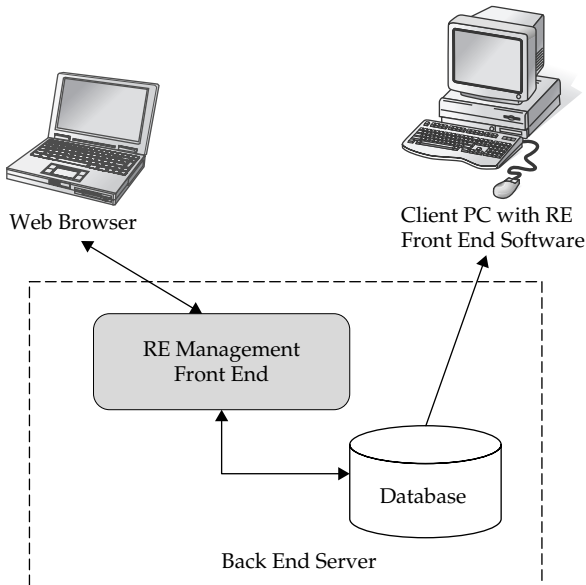 Web Browser
Client PC with RE
Front End Software
RE Management
Front End
Database
Back End Server